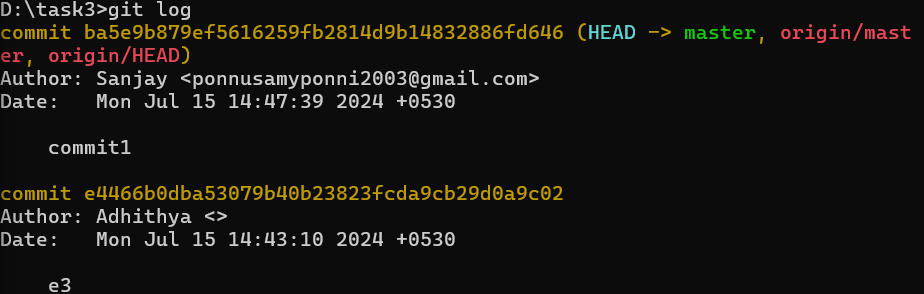 D:\task3>git log
commit ba5e9b879ef5616259fb2814d9b14832886fd646 (HEAD -> master, origin/mast
er, origin/HEAD)
Author: Sanjay <ponnusamyponni2003@gmail.com>
Date:   Mon Jul 15 14:47:39 2024 +0530
    commit1
commit e4466b0dba53079b40b23823fcda9cb29d0a9c02
Author: Adhithya <>
Date:   Mon Jul 15 14:43:10 2024 +0530
    e3